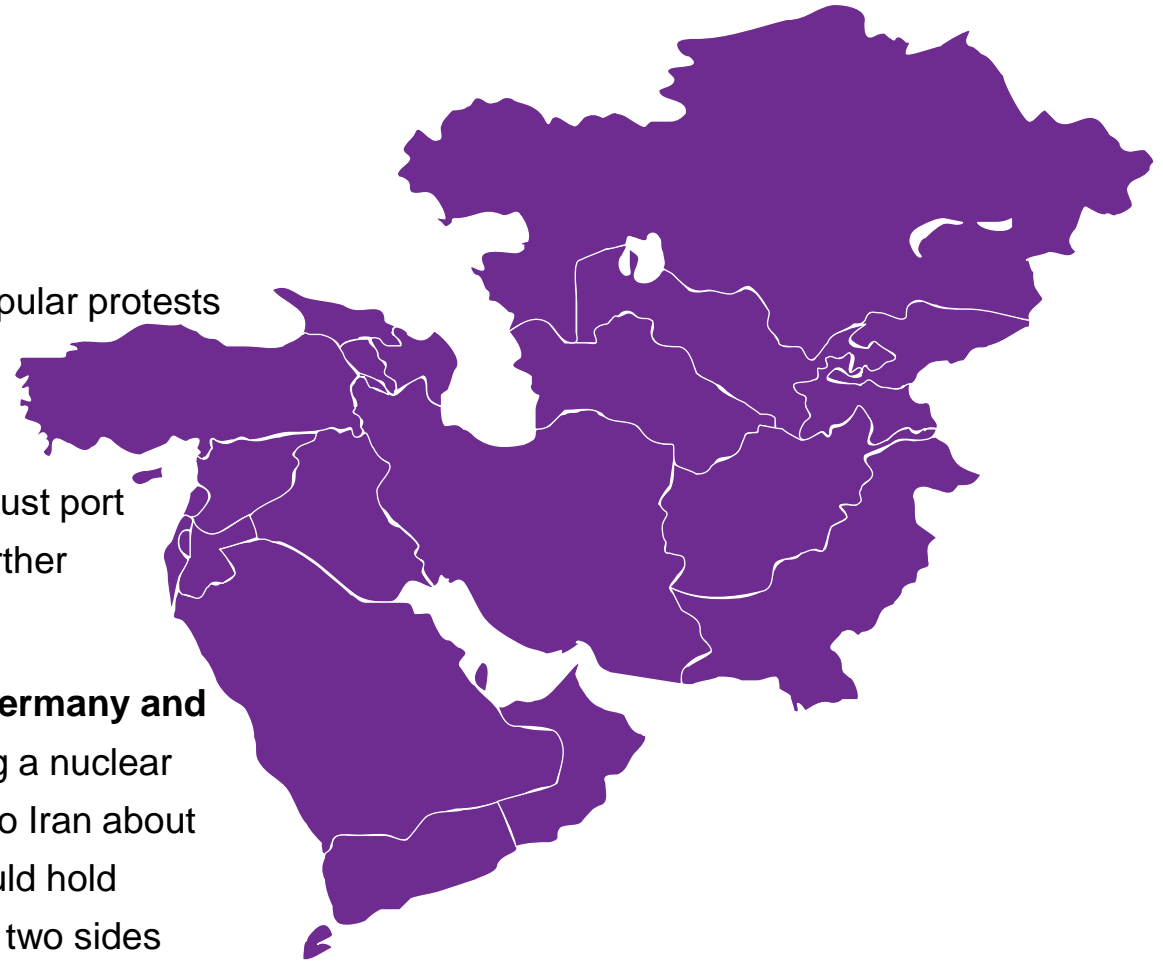 pular protests
ust port
rther
ermany and
g a nuclear
o Iran about
uld hold
two sides